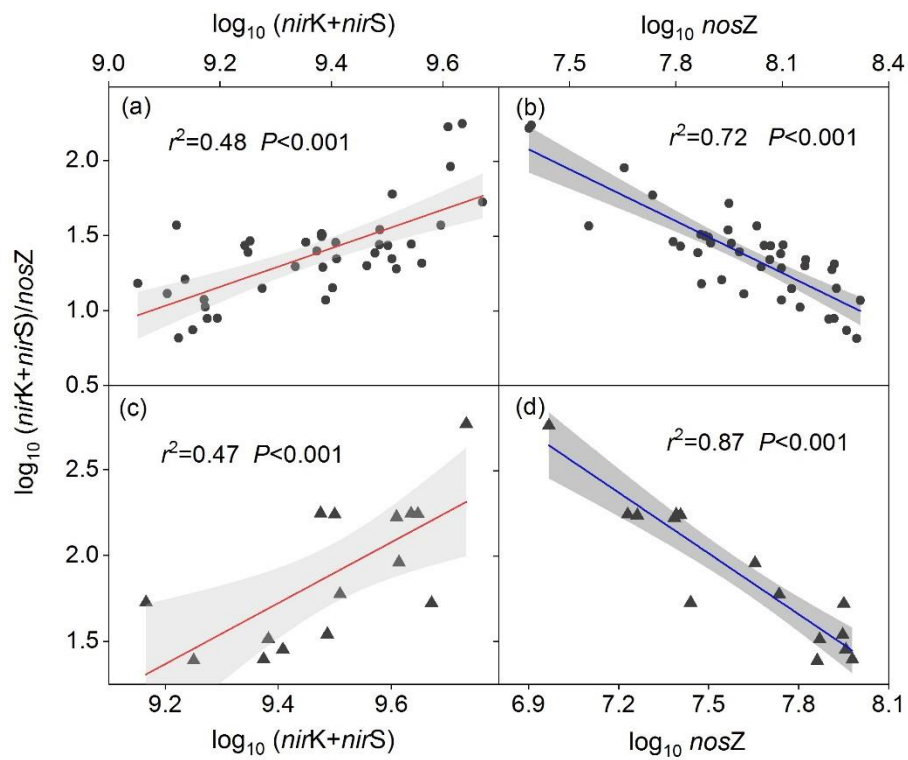 log₁₀ (nirK+nirS) log₁₀ nosZ
9.0 9.2 9.4 9.6 7.5 7.8 8.1 8.4
(a) (b)
r²=0.48 P<0.001 r²=0.72 P<0.001
2.0
1.5
1.0
0.5
log₁₀ (nirK+nirS)/nosZ
(c) (d)
r²=0.47 P<0.001 r²=0.87 P<0.001
2.5
2.0
1.5
9.2 9.4 9.6 6.9 7.2 7.5 7.8 8.1
log₁₀ (nirK+nirS) log₁₀ nosZ